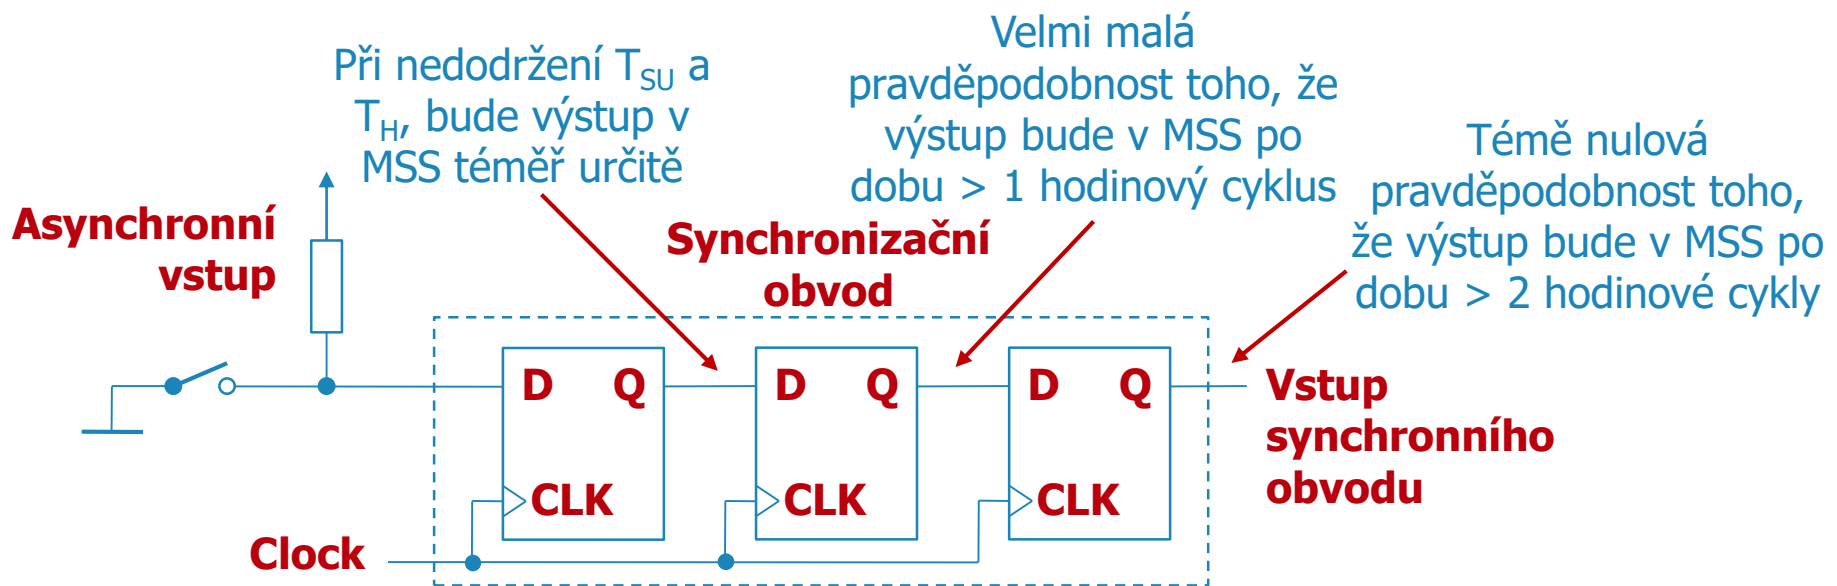 Při nedodržení TSU a
TH, bude výstup v
MSS téměř určitě
Velmi malá
pravděpodobnost toho, že
výstup bude v MSS po
dobu > 1 hodinový cyklus
Témě nulová
pravděpodobnost toho,
že výstup bude v MSS po
dobu > 2 hodinové cykly
Asynchronní
vstup
Synchronizační
obvod
D Q
CLK
D Q
CLK
D Q
CLK
Vstup
synchronního
obvodu
Clock